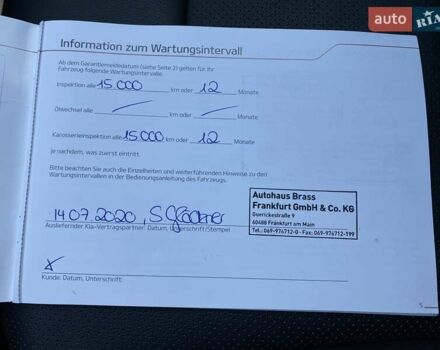 auto RIA
Information zum Wartungsintervall
Ab dem Garantiemeldedatum (siehe Seite 2) gelten für Ihr
Fahrzeug folgende Wartungsintervalle:
Inspektion alle 15.000 km oder 12 Monate
Ölwechsel alle km oder Monate
Karosserieinspektion alle 15.000 km oder 12 Monate
je nachdem, was zuerst eintritt.
Bitte beachten Sie auch die Einzelheiten und weiterführenden Hinweise zu den
Wartungsintervallen in der Bedienungsanleitung des Fahrzeugs.
Autohaus Brass
Frankfurt GmbH & Co. KG
Guerickestraße 9
60488 Frankfurt am Main
Tel.: 069-976712-0 - Fax: 069-976712-199
14.07.2020, S.
Ausliefernder Kia-Vertragspartner: Datum, Unterschrift/Stempel
x
Kunde: Datum, Unterschrift
5